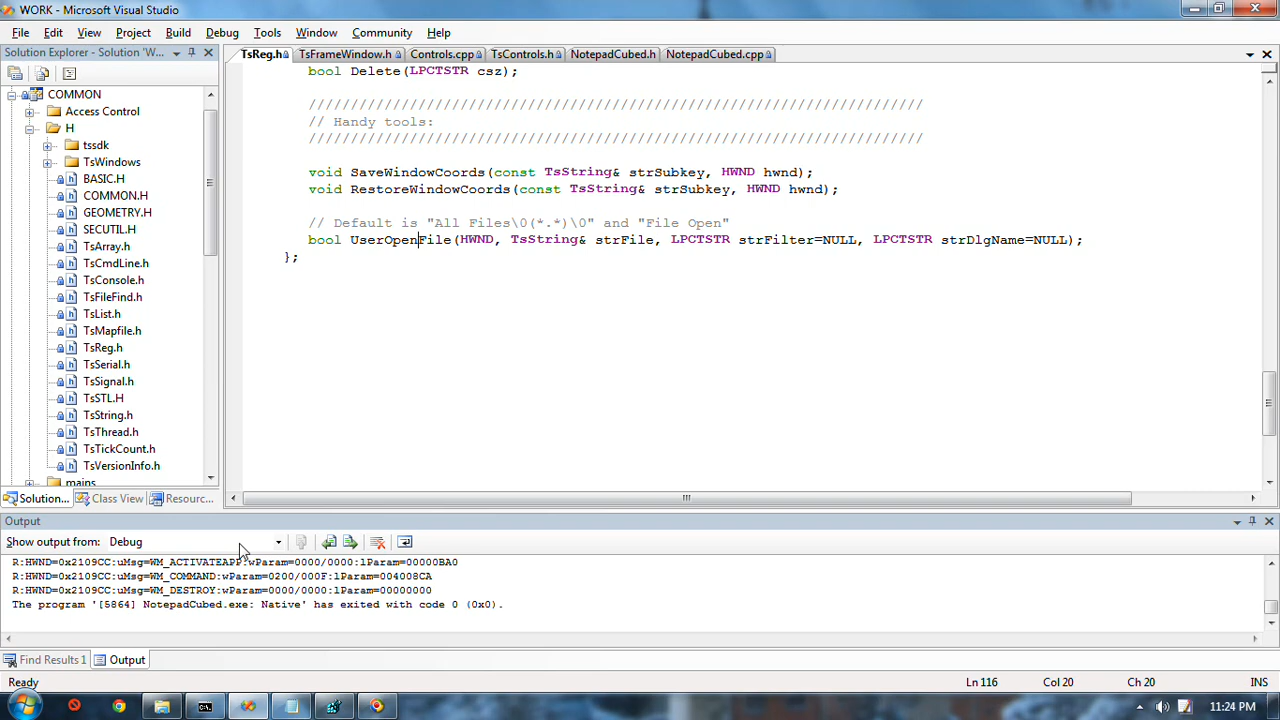 WORK - Microsoft Visual Studio
File Edit View Project Build Debug Tools Window Community Help
Solution Explorer - Solution 'W...
TsReg.h TsFrameWindow.h Controls.cpp TsControls.h NotepadCubed.h NotepadCubed.cpp
COMMON
Access Control
H
tssdk
TsWindows
BASIC.H
COMMON.H
GEOMETRY.H
SECUTIL.H
TsArray.h
TsCmdLine.h
TsConsole.h
TsFileFind.h
TsList.h
TsMapfile.h
TsReg.h
TsSerial.h
TsSignal.h
TsSTL.H
TsString.h
TsThread.h
TsTickCount.h
TsVersionInfo.h
mains
Solution... Class View Resourc...
bool Delete(LPCTSTR csz);
/////////////////////////////////////////////////////////////////////////
// Handy tools:
/////////////////////////////////////////////////////////////////////////
void SaveWindowCoords(const TsString& strSubkey, HWND hwnd);
void RestoreWindowCoords(const TsString& strSubkey, HWND hwnd);
// Default is "All Files\0(*.*)\0" and "File Open"
bool UserOpenFile(HWND, TsString& strFile, LPCTSTR strFilter=NULL, LPCTSTR strDlgName=NULL);
};
Output
Show output from: Debug
R:HWND=0x2109CC:uMsg=WM_ACTIVATEAPP:wParam=0000/0000:lParam=00000BA0
R:HWND=0x2109CC:uMsg=WM_COMMAND:wParam=0200/000F:lParam=004008CA
R:HWND=0x2109CC:uMsg=WM_DESTROY:wParam=0000/0000:lParam=00000000
The program '[5864] NotepadCubed.exe: Native' has exited with code 0 (0x0).
Find Results 1 Output
Ready Ln 116 Col 20 Ch 20 INS
11:24 PM